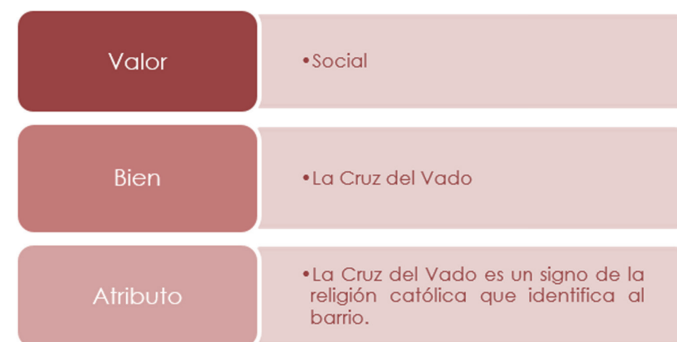 Valor
•Social
Bien
•La Cruz del Vado
Atributo
•La Cruz del Vado es un signo de la
religión católica que identifica al
barrio.